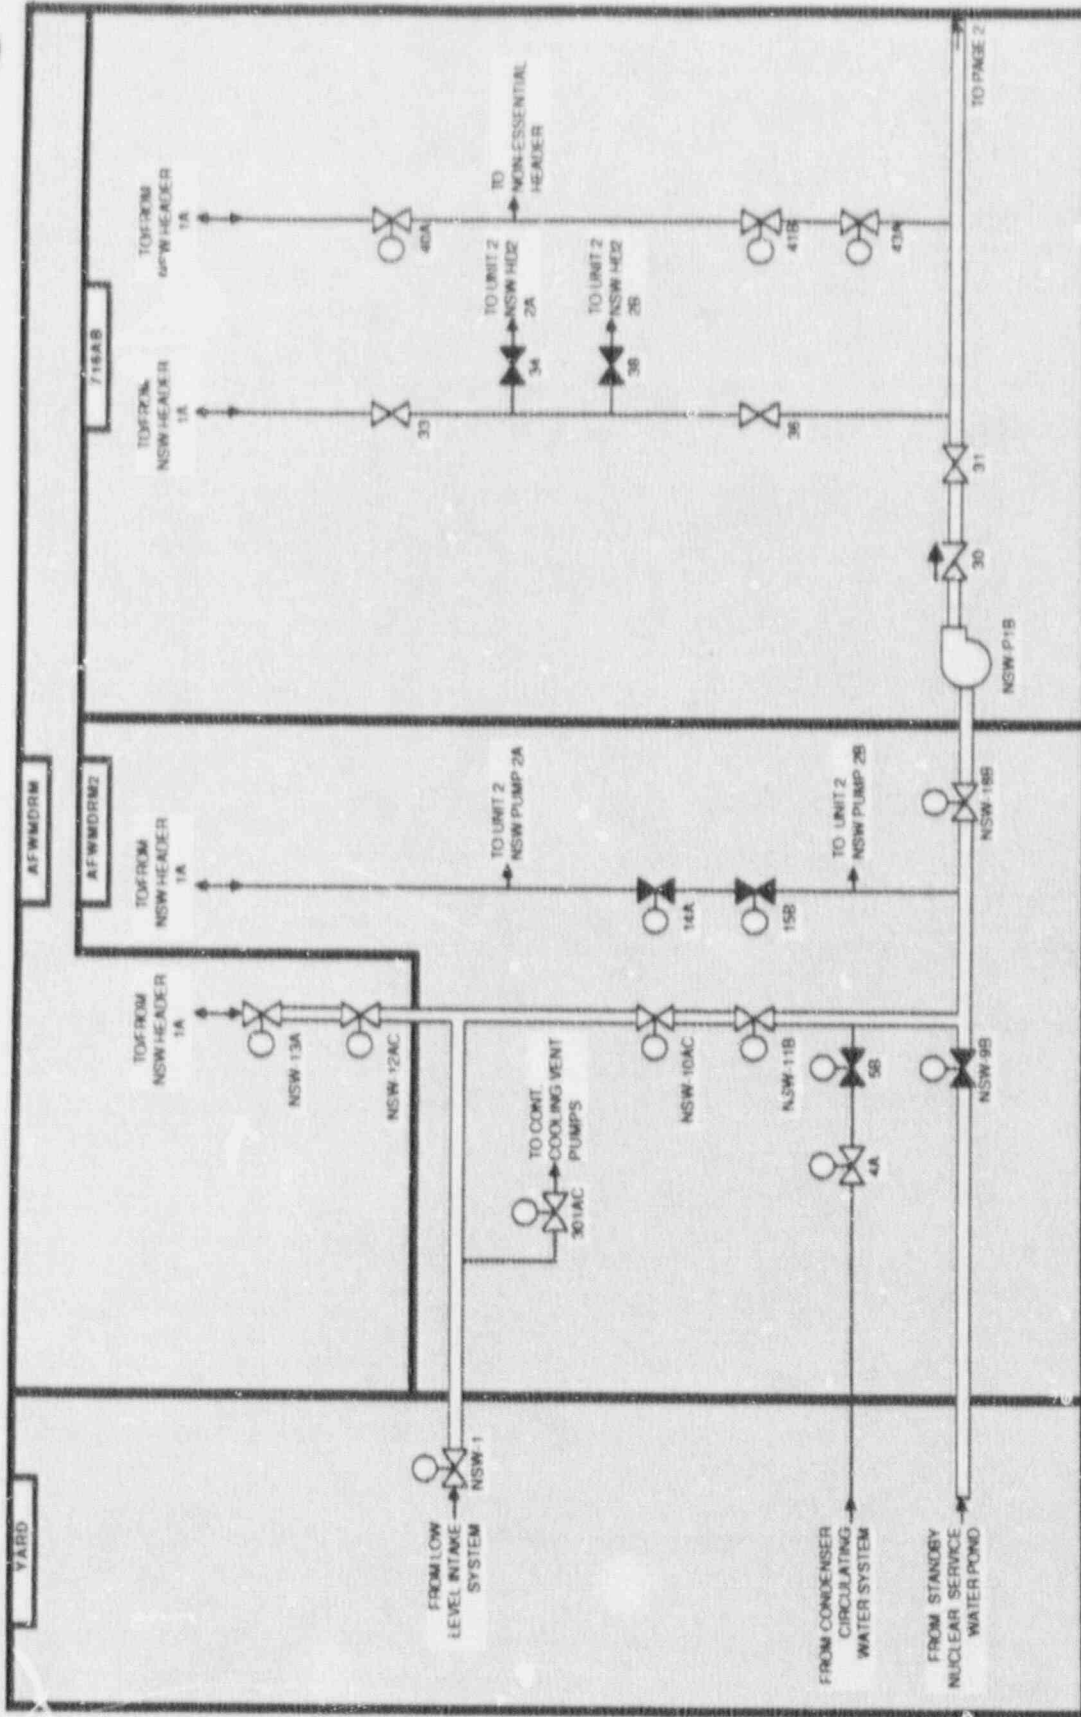 YARD
AFWMDRM
AFWMDRM2
716AB
FROM LOW
LEVEL INTAKE
SYSTEM
NSW-1
FROM CONDENSER
CIRCULATING
WATER SYSTEM
FROM STANDBY
NUCLEAR SERVICE
WATER POND
TO CONT.
COOLING VENT
PUMPS
301AC
4A
5B
NSW-9B
TO/FROM
NSW HEADER
1A
NSW-13A
NSW-12AC
NSW-10AC
NSW-11B
TO/FROM
NSW HEADER
1A
TO UNIT 2
NSW PUMP 2A
14A
15B
TO UNIT 2
NSW PUMP 2B
NSW-18B
NSW-P1B
30
31
TO/FROM
NSW HEADER
1A
33
TO UNIT 2
NSW HD2
2A
34
TO UNIT 2
NSW HD2
2B
38
36
TO/FROM
HEADER
1A
40A
TO
NON-ESSENTIAL
HEADER
41B
43A
TO PAGE 2